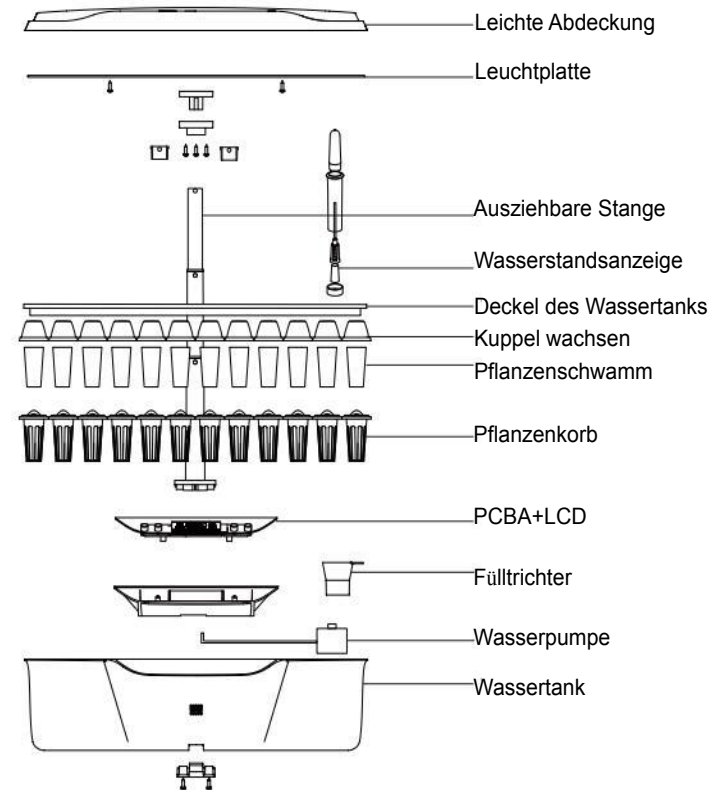 Leichte Abdeckung
Leuchtplatte
Ausziehbare Stange
Wasserstandsanzeige
Deckel des Wassertanks
Kuppel wachsen
Pflanzenschwamm
Pflanzenkorb
PCBA+LCD
Fülltrichter
Wasserpumpe
Wassertank